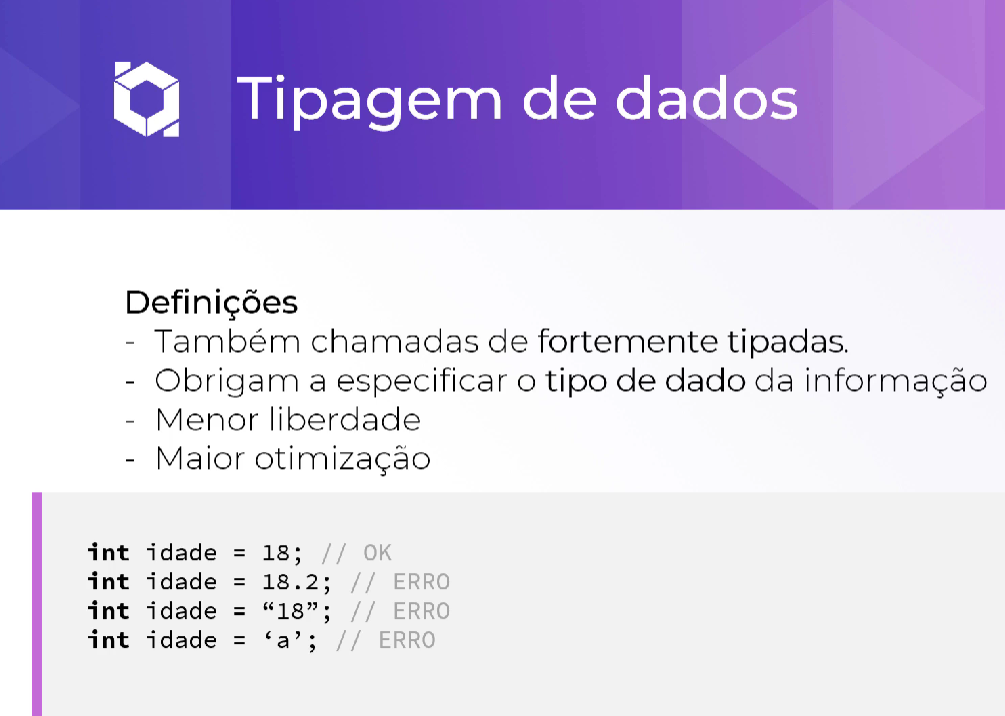 Tipagem de dados
Definições
- Também chamadas de fortemente tipadas.
- Obrigam a especificar o tipo de dado da informação
- Menor liberdade
- Maior otimização
int idade = 18; // OK
int idade = 18.2; // ERRO
int idade = “18”; // ERRO
int idade = ‘a’; // ERRO